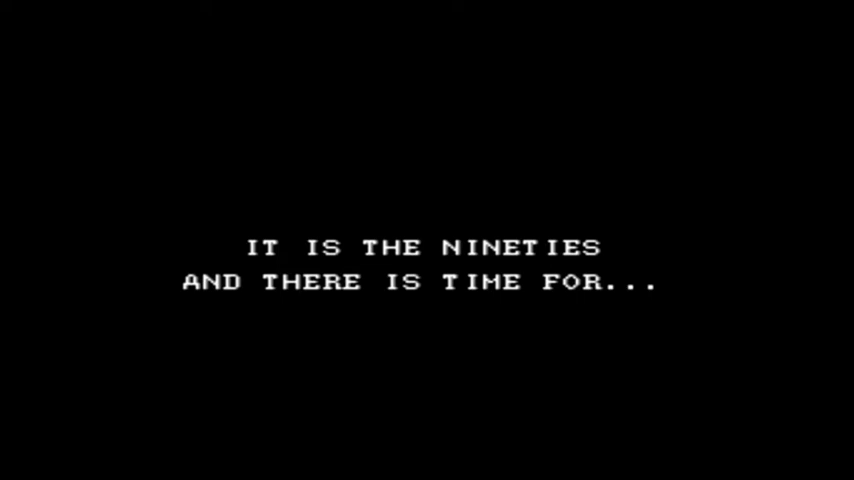 IT IS THE NINETIES
AND THERE IS TIME FOR...